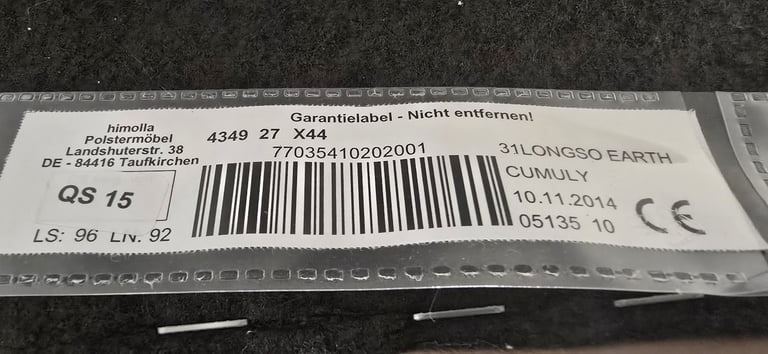 Garantielabel - Nicht entfernen!
himolla
Polstermöbel
Landshuterstr. 38
DE - 84416 Taufkirchen
4349 27 X44
77035410202001
31LONGSO EARTH
CUMULY
10.11.2014
05135 10
CE
QS 15
LS: 96 LN: 92